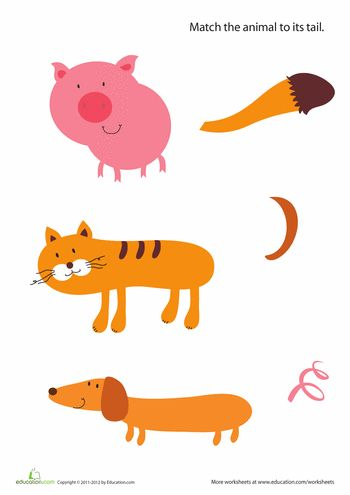 Match the animal to its tail.
education.com
Copyright © 2011-2012 by Education.com
More worksheets at www.education.com/worksheets